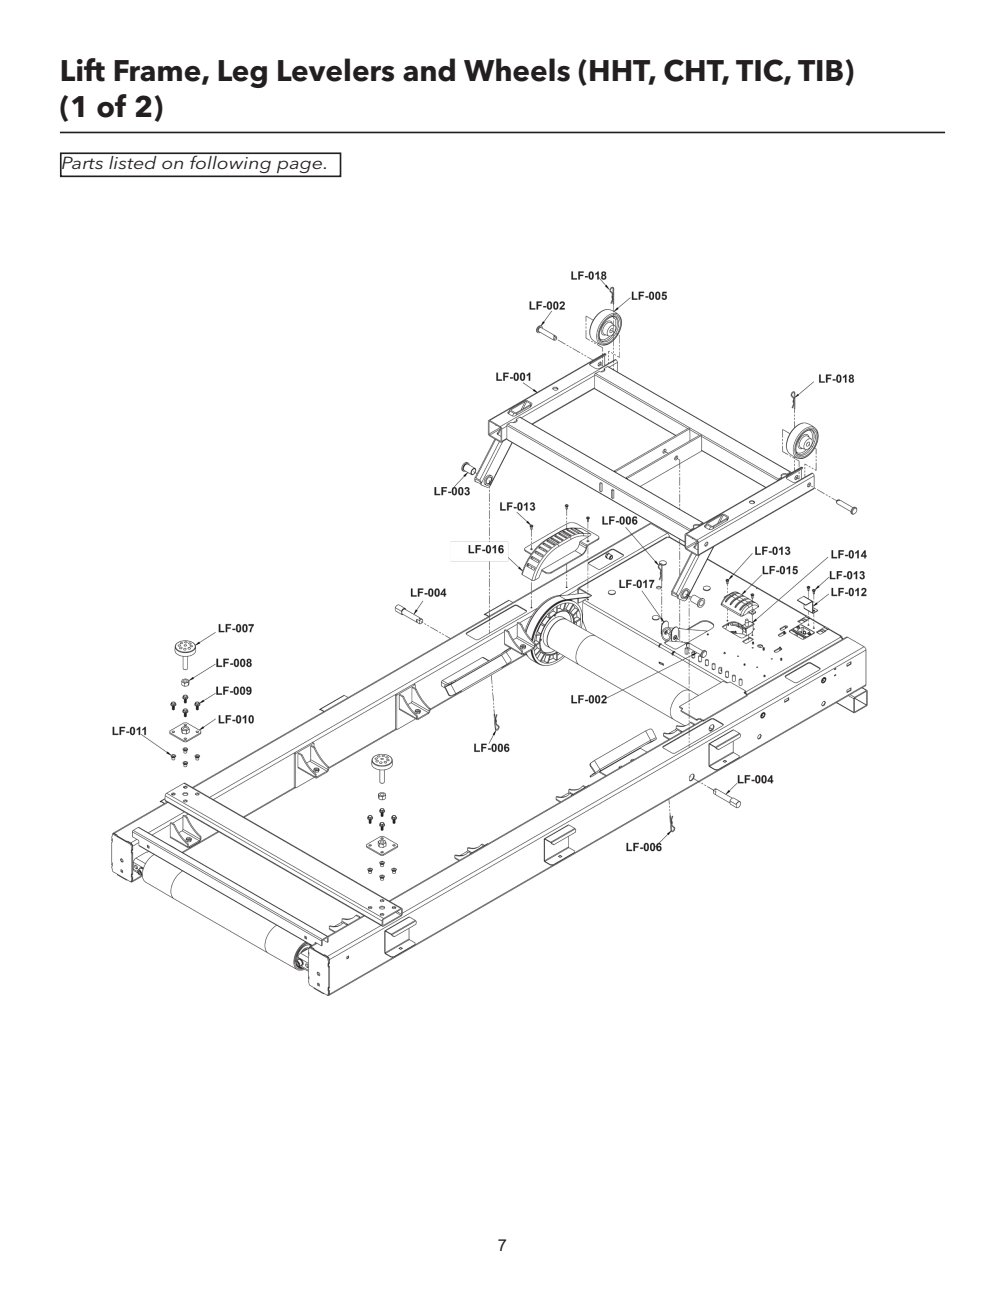 Lift Frame, Leg Levelers and Wheels (HHT, CHT, TIC, TIB)
(1 of 2)
Parts listed on following page.
LF-018
LF-005
LF-002
LF-001
LF-018
LF-003
LF-013
LF-006
LF-016
LF-013
LF-014
LF-015
LF-013
LF-017
LF-012
LF-004
LF-007
LF-008
LF-009
LF-002
LF-010
LF-011
LF-006
LF-004
LF-006
7